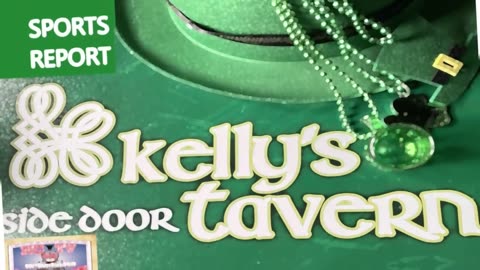 SPORTS
REPORT
kelly's
side door tavern